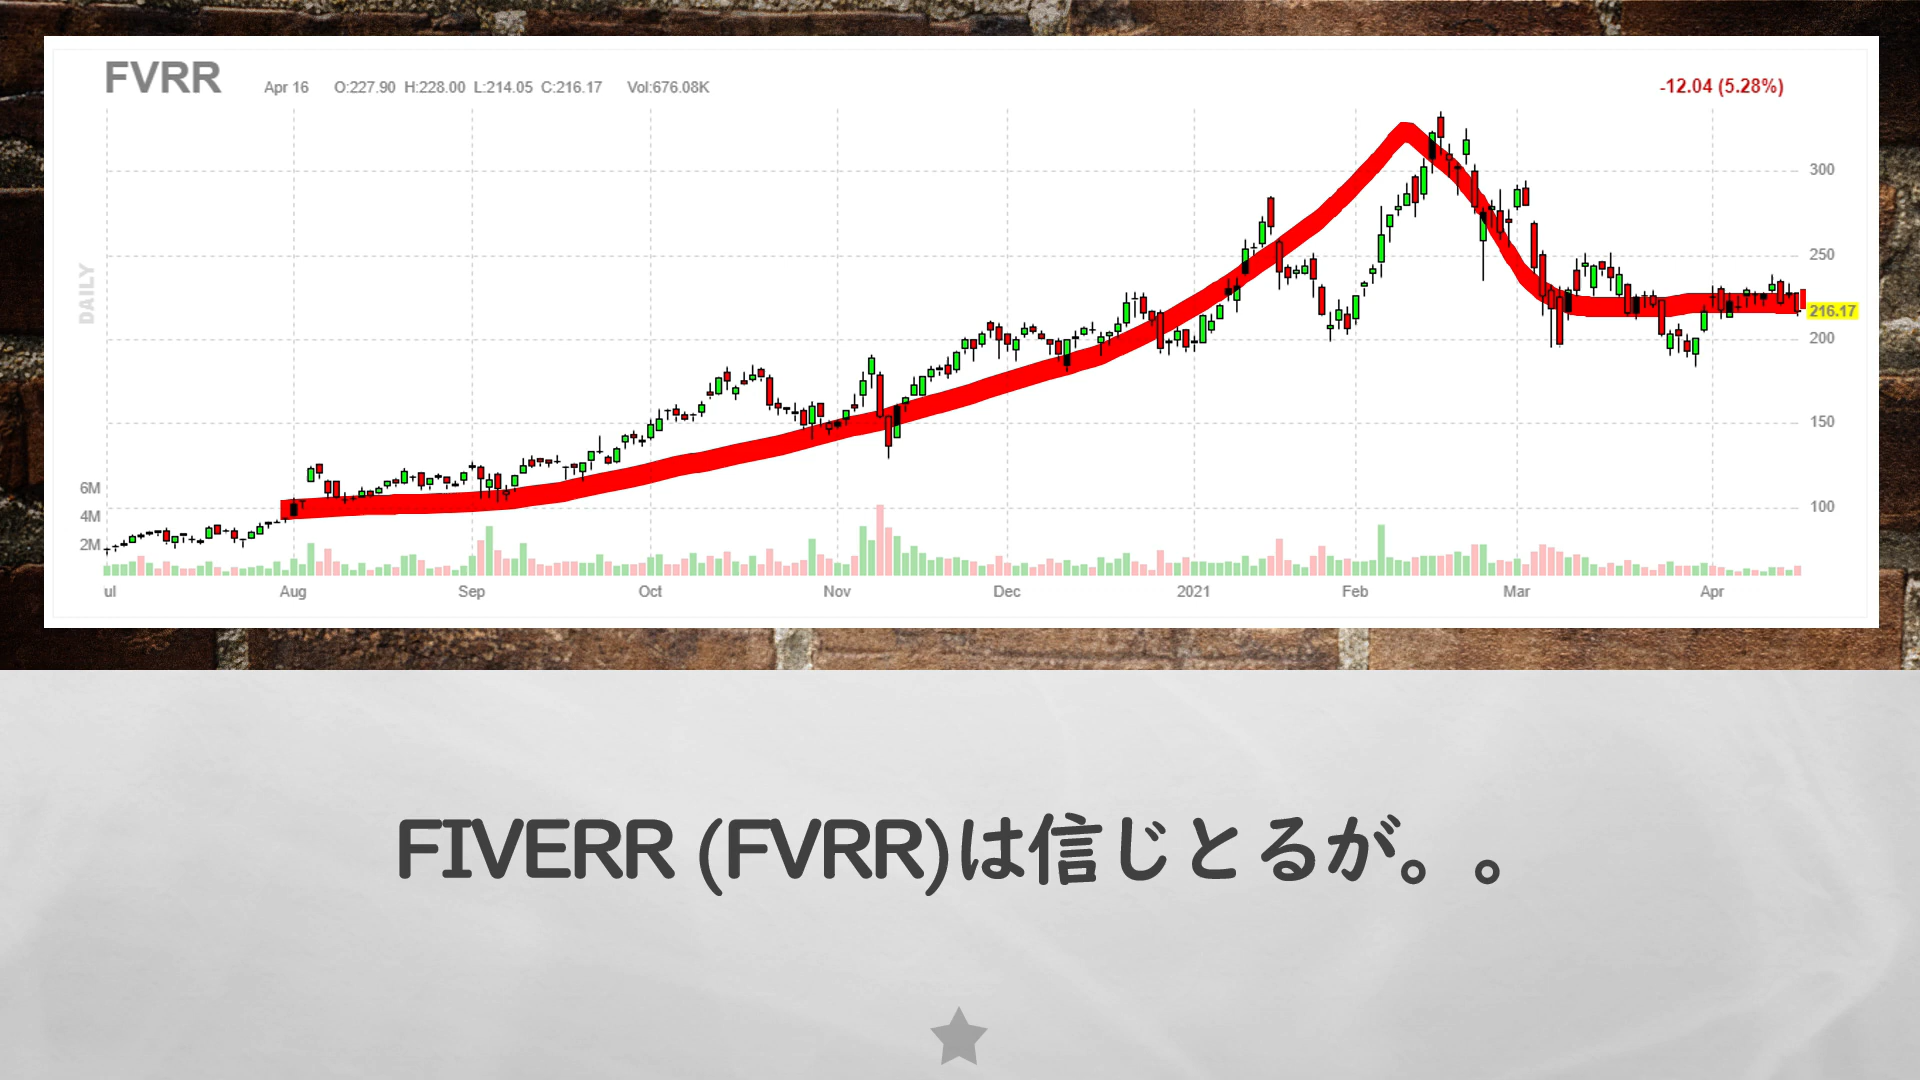 FVRR Apr 16 O:227.90 H:228.00 L:214.05 C:216.17 Vol:676.08K -12.04 (5.28%)
300
250
216.17
200
150
100
DAILY
6M
4M
2M
ul Aug Sep Oct Nov Dec 2021 Feb Mar Apr
FIVERR (FVRR)は信じとるが。。